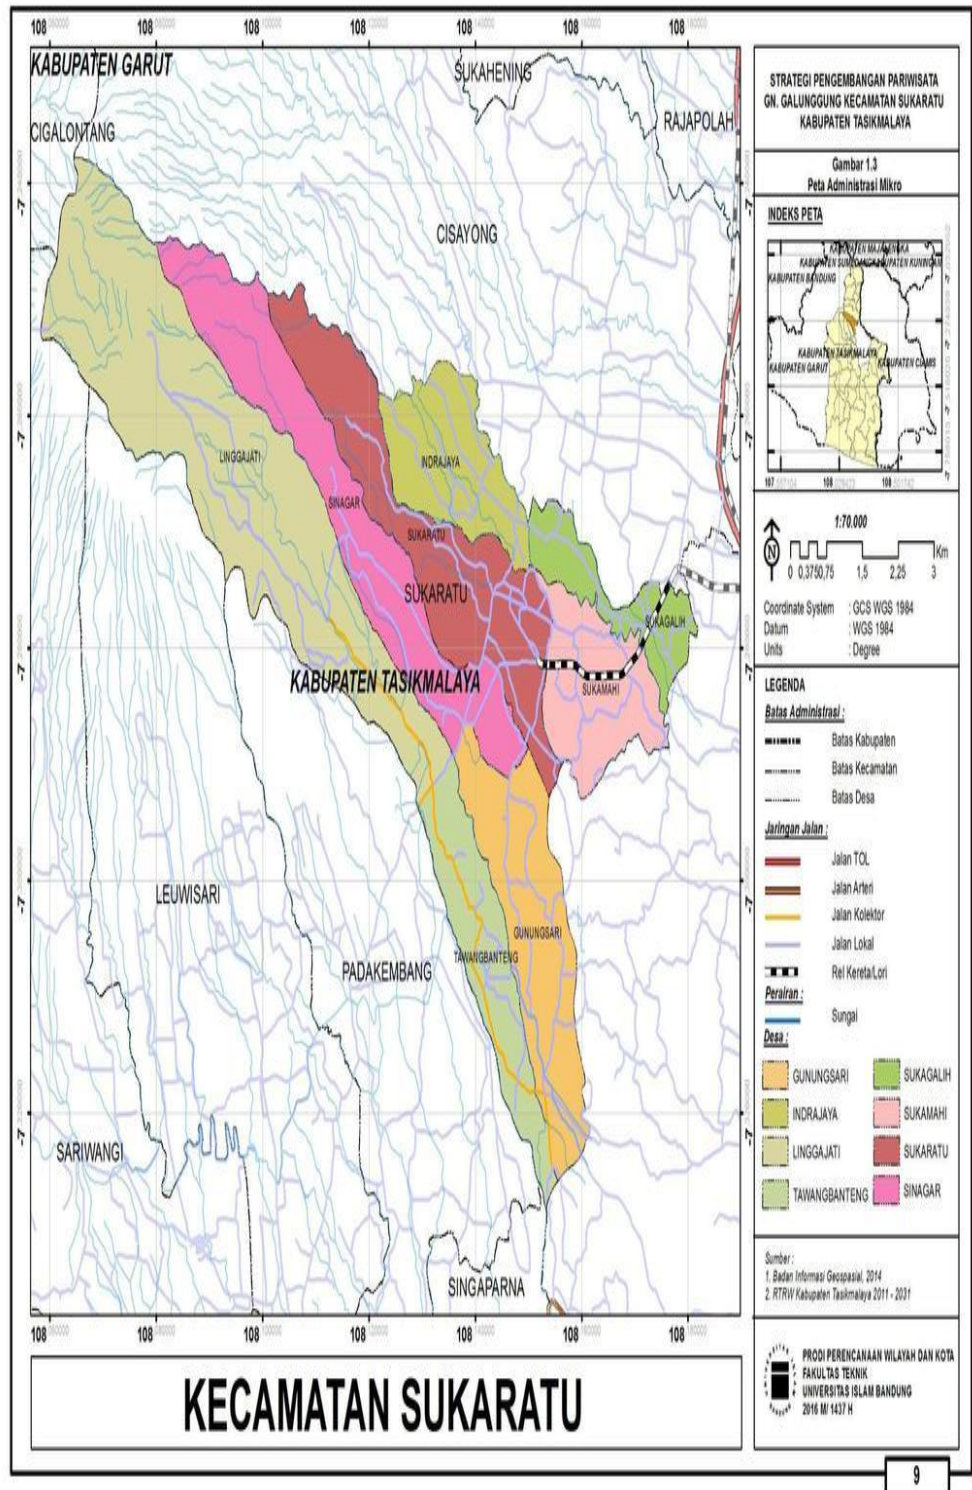 KABUPATEN GARUT
CIGALONTANG
SUKAHENING
RAJAPOLAH
CISAYONG
LINGGAJATI
SINAGAR
INDRAJAYA
SUKARATU
SUKARATU
SUKAGALIH
SUKAMAHI
KABUPATEN TASIKMALAYA
LEUWISARI
PADAKEMBANG
TAWANGBANTENG
GUNUNGSARI
SARIWANGI
SINGAPARNA
KECAMATAN SUKARATU
STRATEGI PENGEMBANGAN PARIWISATA
GN. GALUNGGUNG KECAMATAN SUKARATU
KABUPATEN TASIKMALAYA
Gambar 1.3
Peta Administrasi Mikro
INDEKS PETA
KABUPATEN BANDUNG
KABUPATEN KUNINGAN
KABUPATEN TASIKMALAYA
KABUPATEN GARUT
KABUPATEN CIAMIS
1:70.000
N
Km
0 0,375 0,75 1,5 2,25 3
Coordinate System : GCS WGS 1984
Datum : WGS 1984
Units : Degree
LEGENDA
Batas Administrasi :
Batas Kabupaten
Batas Kecamatan
Batas Desa
Jaringan Jalan :
Jalan TOL
Jalan Arteri
Jalan Kolektor
Jalan Lokal
Rel Kereta/Lori
Perairan :
Sungai
Desa :
GUNUNGSARI
SUKAGALIH
INDRAJAYA
SUKAMAHI
LINGGAJATI
SUKARATU
TAWANGBANTENG
SINAGAR
Sumber :
1. Badan Informasi Geospasial, 2014
2. RTRW Kabupaten Tasikmalaya 2011 - 2031
PRODI PERENCANAAN WILAYAH DAN KOTA
FAKULTAS TEKNIK
UNIVERSITAS ISLAM BANDUNG
2016 M/ 1437 H
9